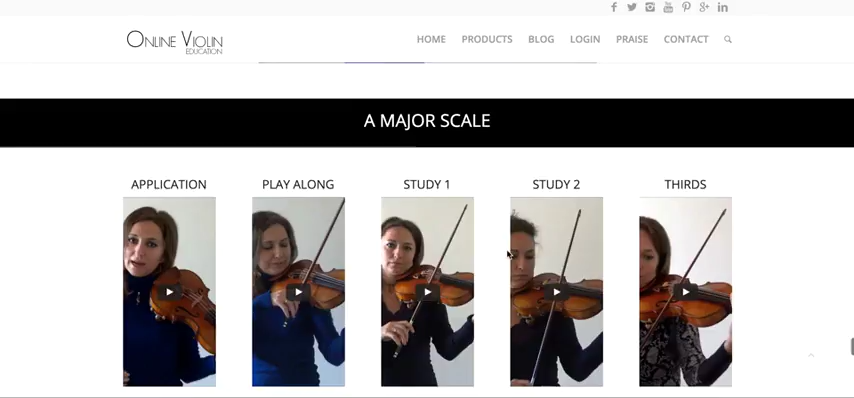 ONLINE VIOLIN
EDUCATION
HOME PRODUCTS BLOG LOGIN PRAISE CONTACT
A MAJOR SCALE
APPLICATION PLAY ALONG STUDY 1 STUDY 2 THIRDS